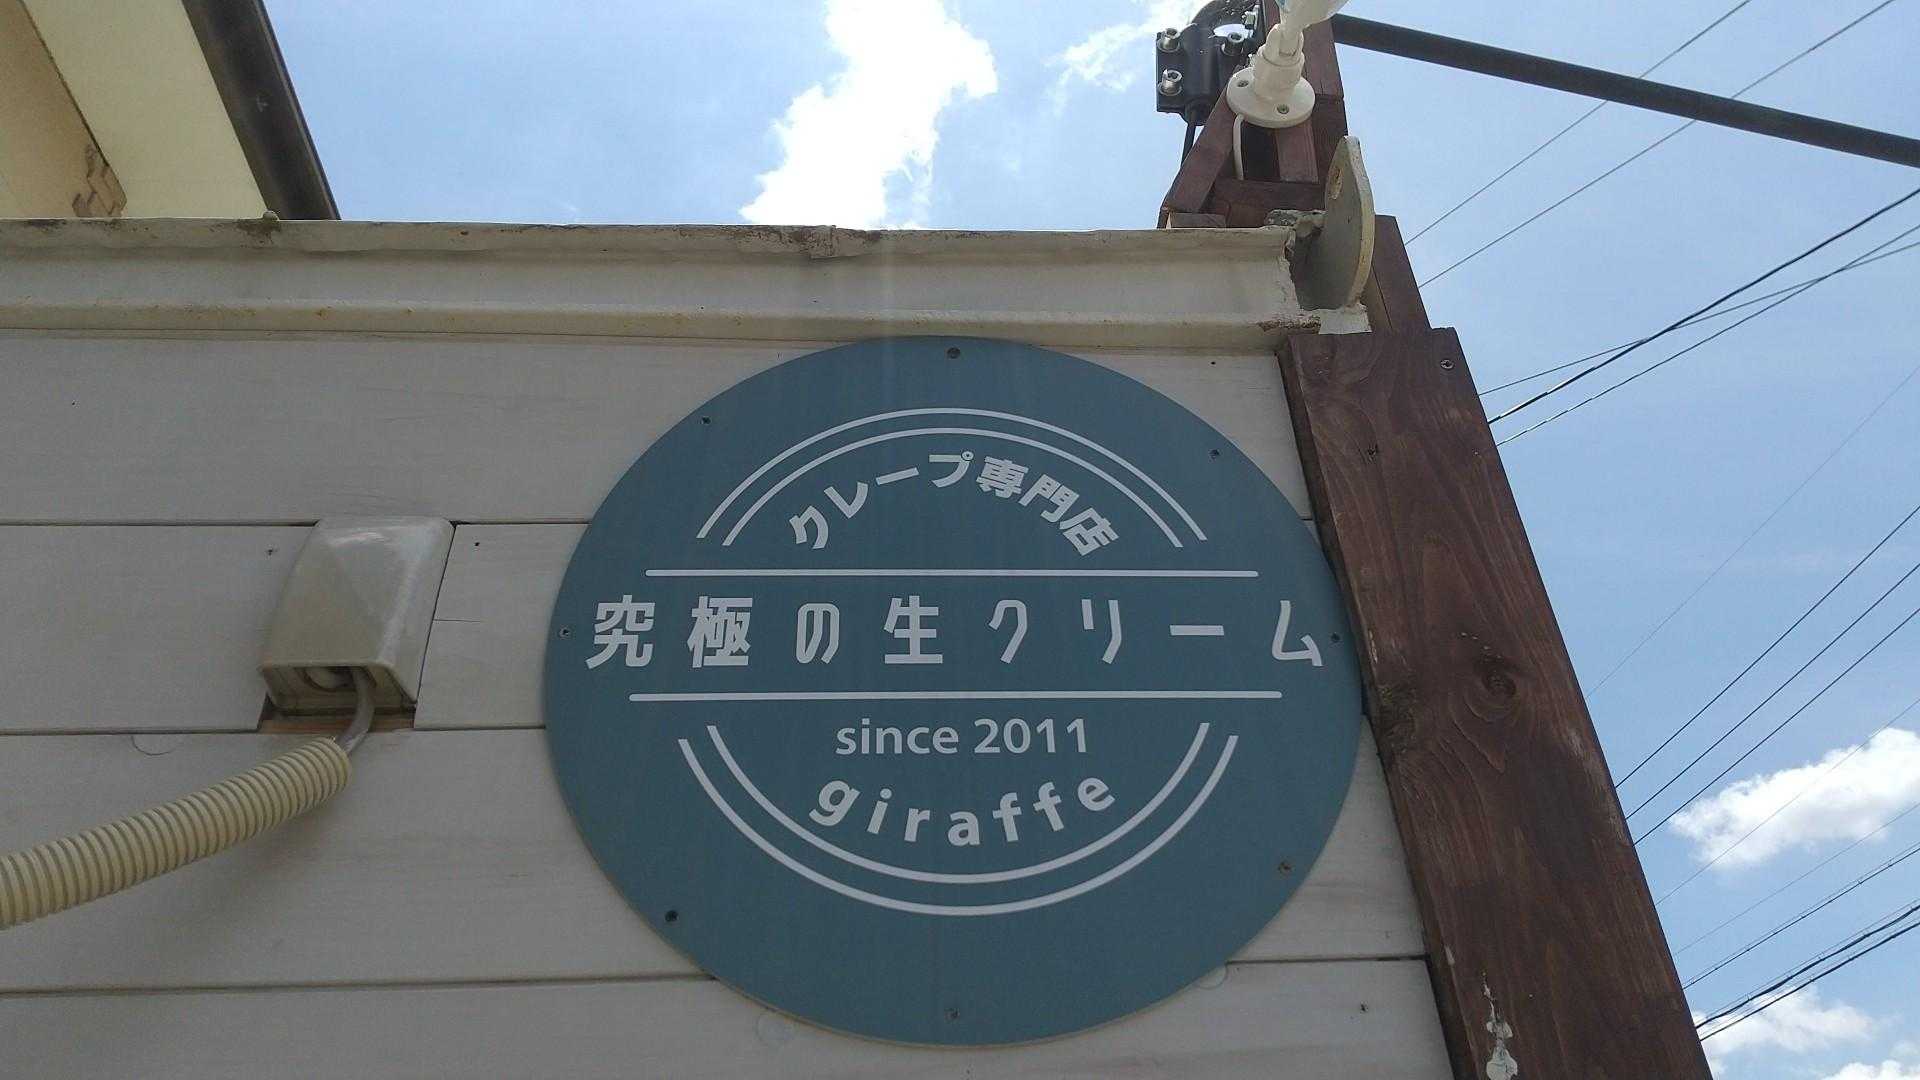 クレープ専門店
究極の生クリーム
since 2011
giraffe